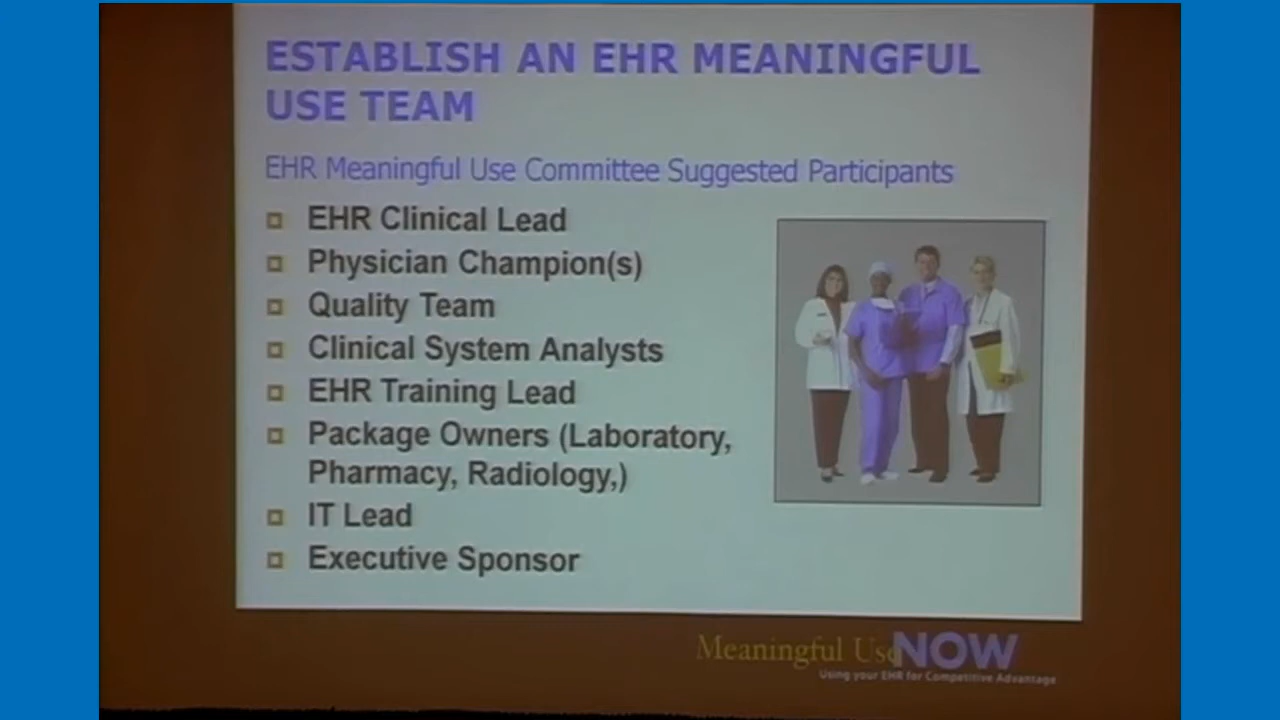 ESTABLISH AN EHR MEANINGFUL
USE TEAM
EHR Meaningful Use Committee Suggested Participants
EHR Clinical Lead
Physician Champion(s)
Quality Team
Clinical System Analysts
EHR Training Lead
Package Owners (Laboratory,
Pharmacy, Radiology,)
IT Lead
Executive Sponsor
Meaningful Use NOW
Using your EHR for Competitive Advantage